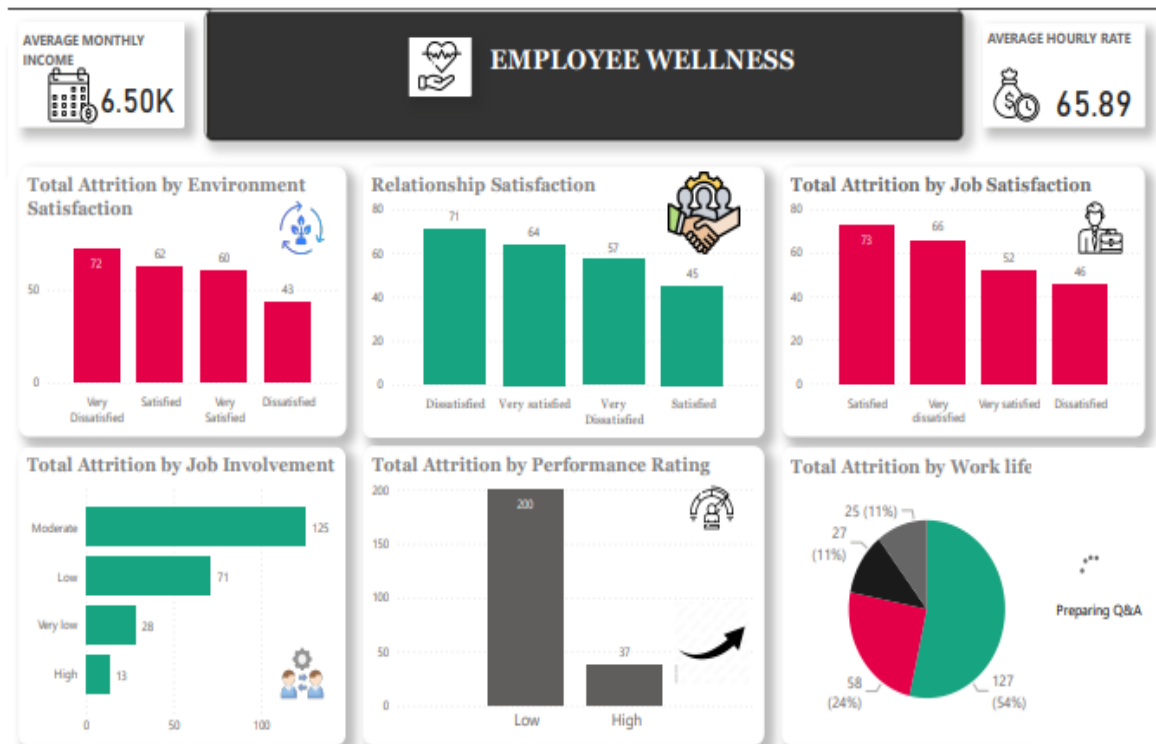 AVERAGE MONTHLY
INCOME
6.50K
EMPLOYEE WELLNESS
AVERAGE HOURLY RATE
65.89
Total Attrition by Environment
Satisfaction
50
0
72
62
60
43
Very
Dissatisfied
Satisfied
Very
Satisfied
Dissatisfied
Relationship Satisfaction
80
60
40
20
0
71
64
57
45
Dissatisfied
Very satisfied
Very
Dissatisfied
Satisfied
Total Attrition by Job Satisfaction
80
60
40
20
0
73
66
52
46
Satisfied
Very
dissatisfied
Very satisfied
Dissatisfied
Total Attrition by Job Involvement
Moderate
125
Low
71
Very low
28
High
13
0
50
100
Total Attrition by Performance Rating
200
150
100
50
0
200
37
Low
High
Total Attrition by Work life
25 (11%)
27
(11%)
58
(24%)
127
(54%)
Preparing Q&A